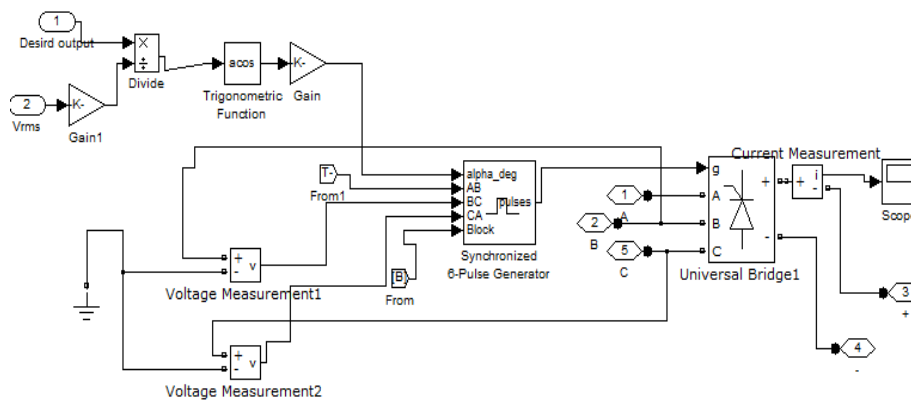 1
Desird output
×
÷
Divide
acos
Trigonometric
Function
K-
Gain
2
Vrms
K-
Gain1
T-
From1
alpha_deg
AB
BC
CA
Block
pulses
Synchronized
6-Pulse Generator
[B]
From
+
-
v
Voltage Measurement1
+
-
v
Voltage Measurement2
1
A
2
B
5
C
g
A
B
C
+
-
Universal Bridge1
Current Measurement
+
-
i
Scope
3
+
4
-